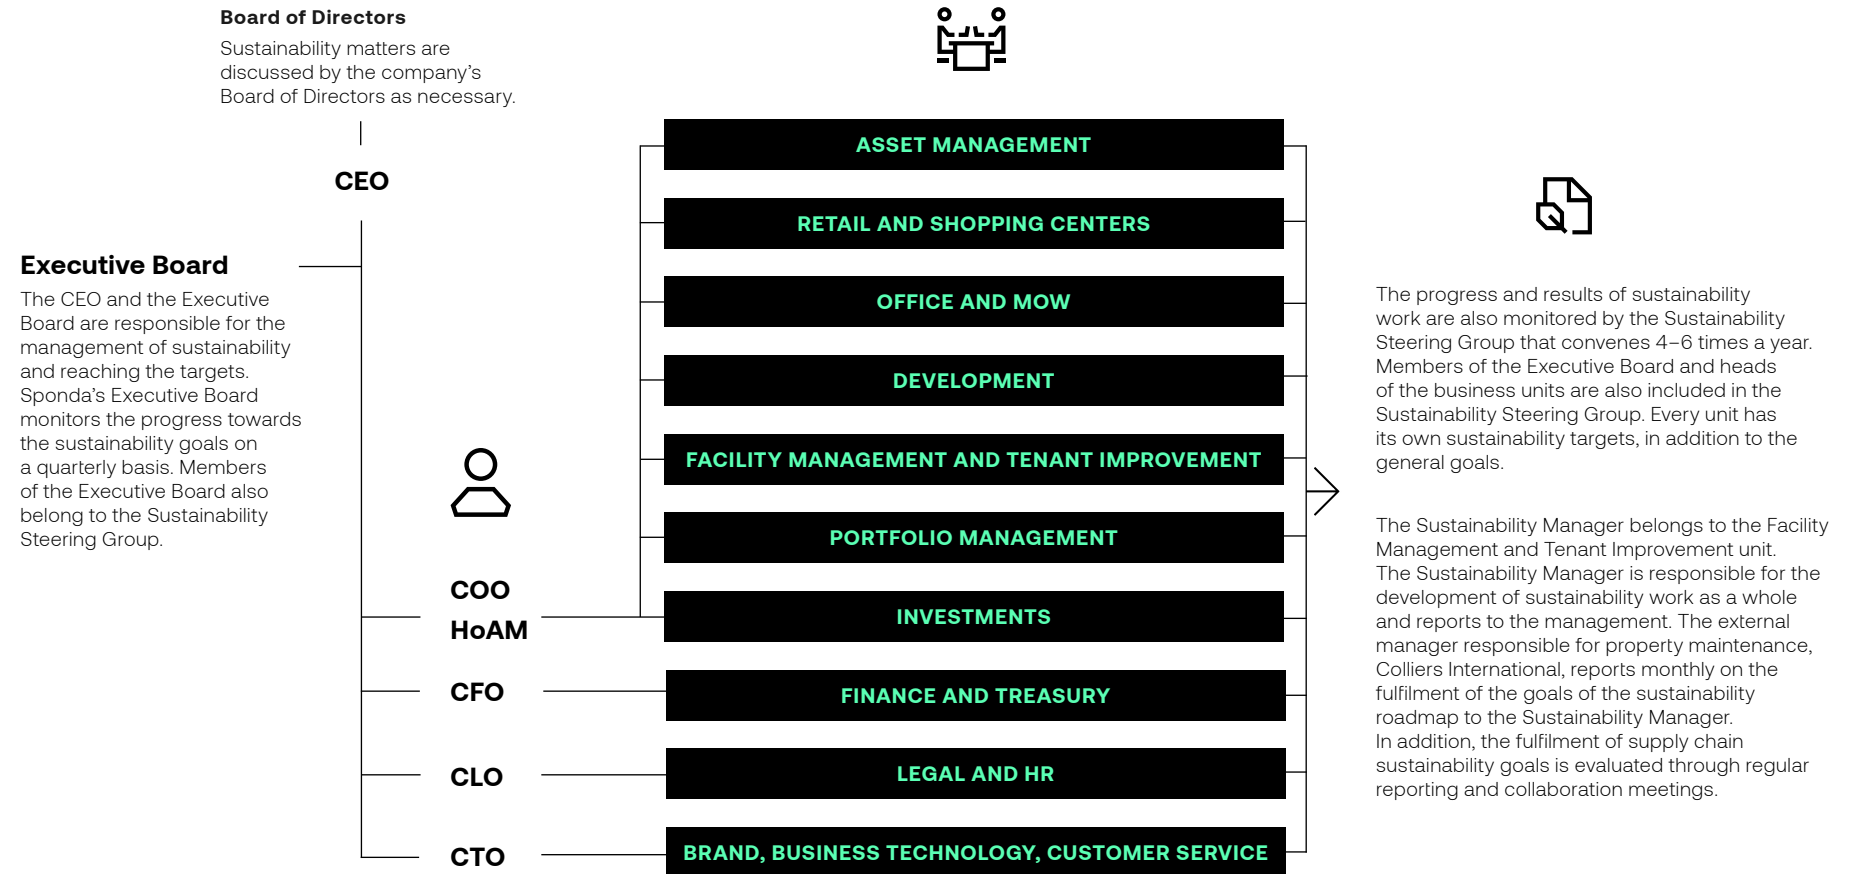 Board of Directors
Sustainability matters are
discussed by the company’s
Board of Directors as necessary.
CEO
Executive Board
The CEO and the Executive
Board are responsible for the
management of sustainability
and reaching the targets.
Sponda’s Executive Board
monitors the progress towards
the sustainability goals on
a quarterly basis. Members
of the Executive Board also
belong to the Sustainability
Steering Group.
COO
HoAM
CFO
CLO
CTO
ASSET MANAGEMENT
RETAIL AND SHOPPING CENTERS
OFFICE AND MOW
DEVELOPMENT
FACILITY MANAGEMENT AND TENANT IMPROVEMENT
PORTFOLIO MANAGEMENT
INVESTMENTS
FINANCE AND TREASURY
LEGAL AND HR
BRAND, BUSINESS TECHNOLOGY, CUSTOMER SERVICE
The progress and results of sustainability
work are also monitored by the Sustainability
Steering Group that convenes 4–6 times a year.
Members of the Executive Board and heads
of the business units are also included in the
Sustainability Steering Group. Every unit has
its own sustainability targets, in addition to the
general goals.
The Sustainability Manager belongs to the Facility
Management and Tenant Improvement unit.
The Sustainability Manager is responsible for the
development of sustainability work as a whole
and reports to the management. The external
manager responsible for property maintenance,
Colliers International, reports monthly on the
fulfilment of the goals of the sustainability
roadmap to the Sustainability Manager.
In addition, the fulfilment of supply chain
sustainability goals is evaluated through regular
reporting and collaboration meetings.